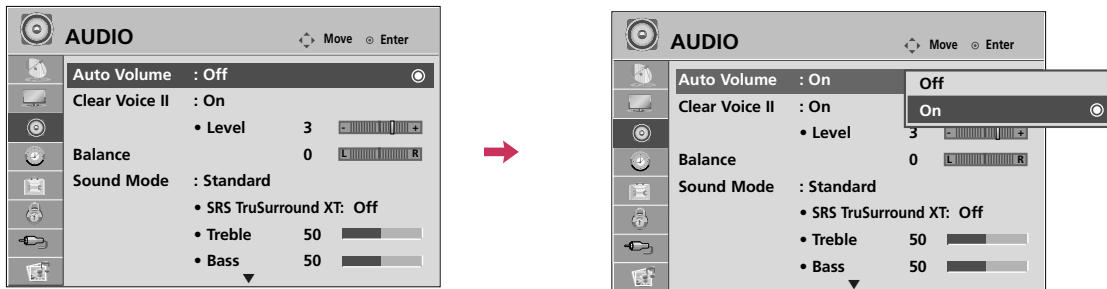 AUDIO Move Enter
Auto Volume : Off
Clear Voice II : On
• Level 3 - +
Balance 0 L R
Sound Mode : Standard
• SRS TruSurround XT: Off
• Treble 50
• Bass 50
AUDIO Move Enter
Auto Volume : On
Off
On
Clear Voice II : On
• Level 3 - +
Balance 0 L R
Sound Mode : Standard
• SRS TruSurround XT: Off
• Treble 50
• Bass 50